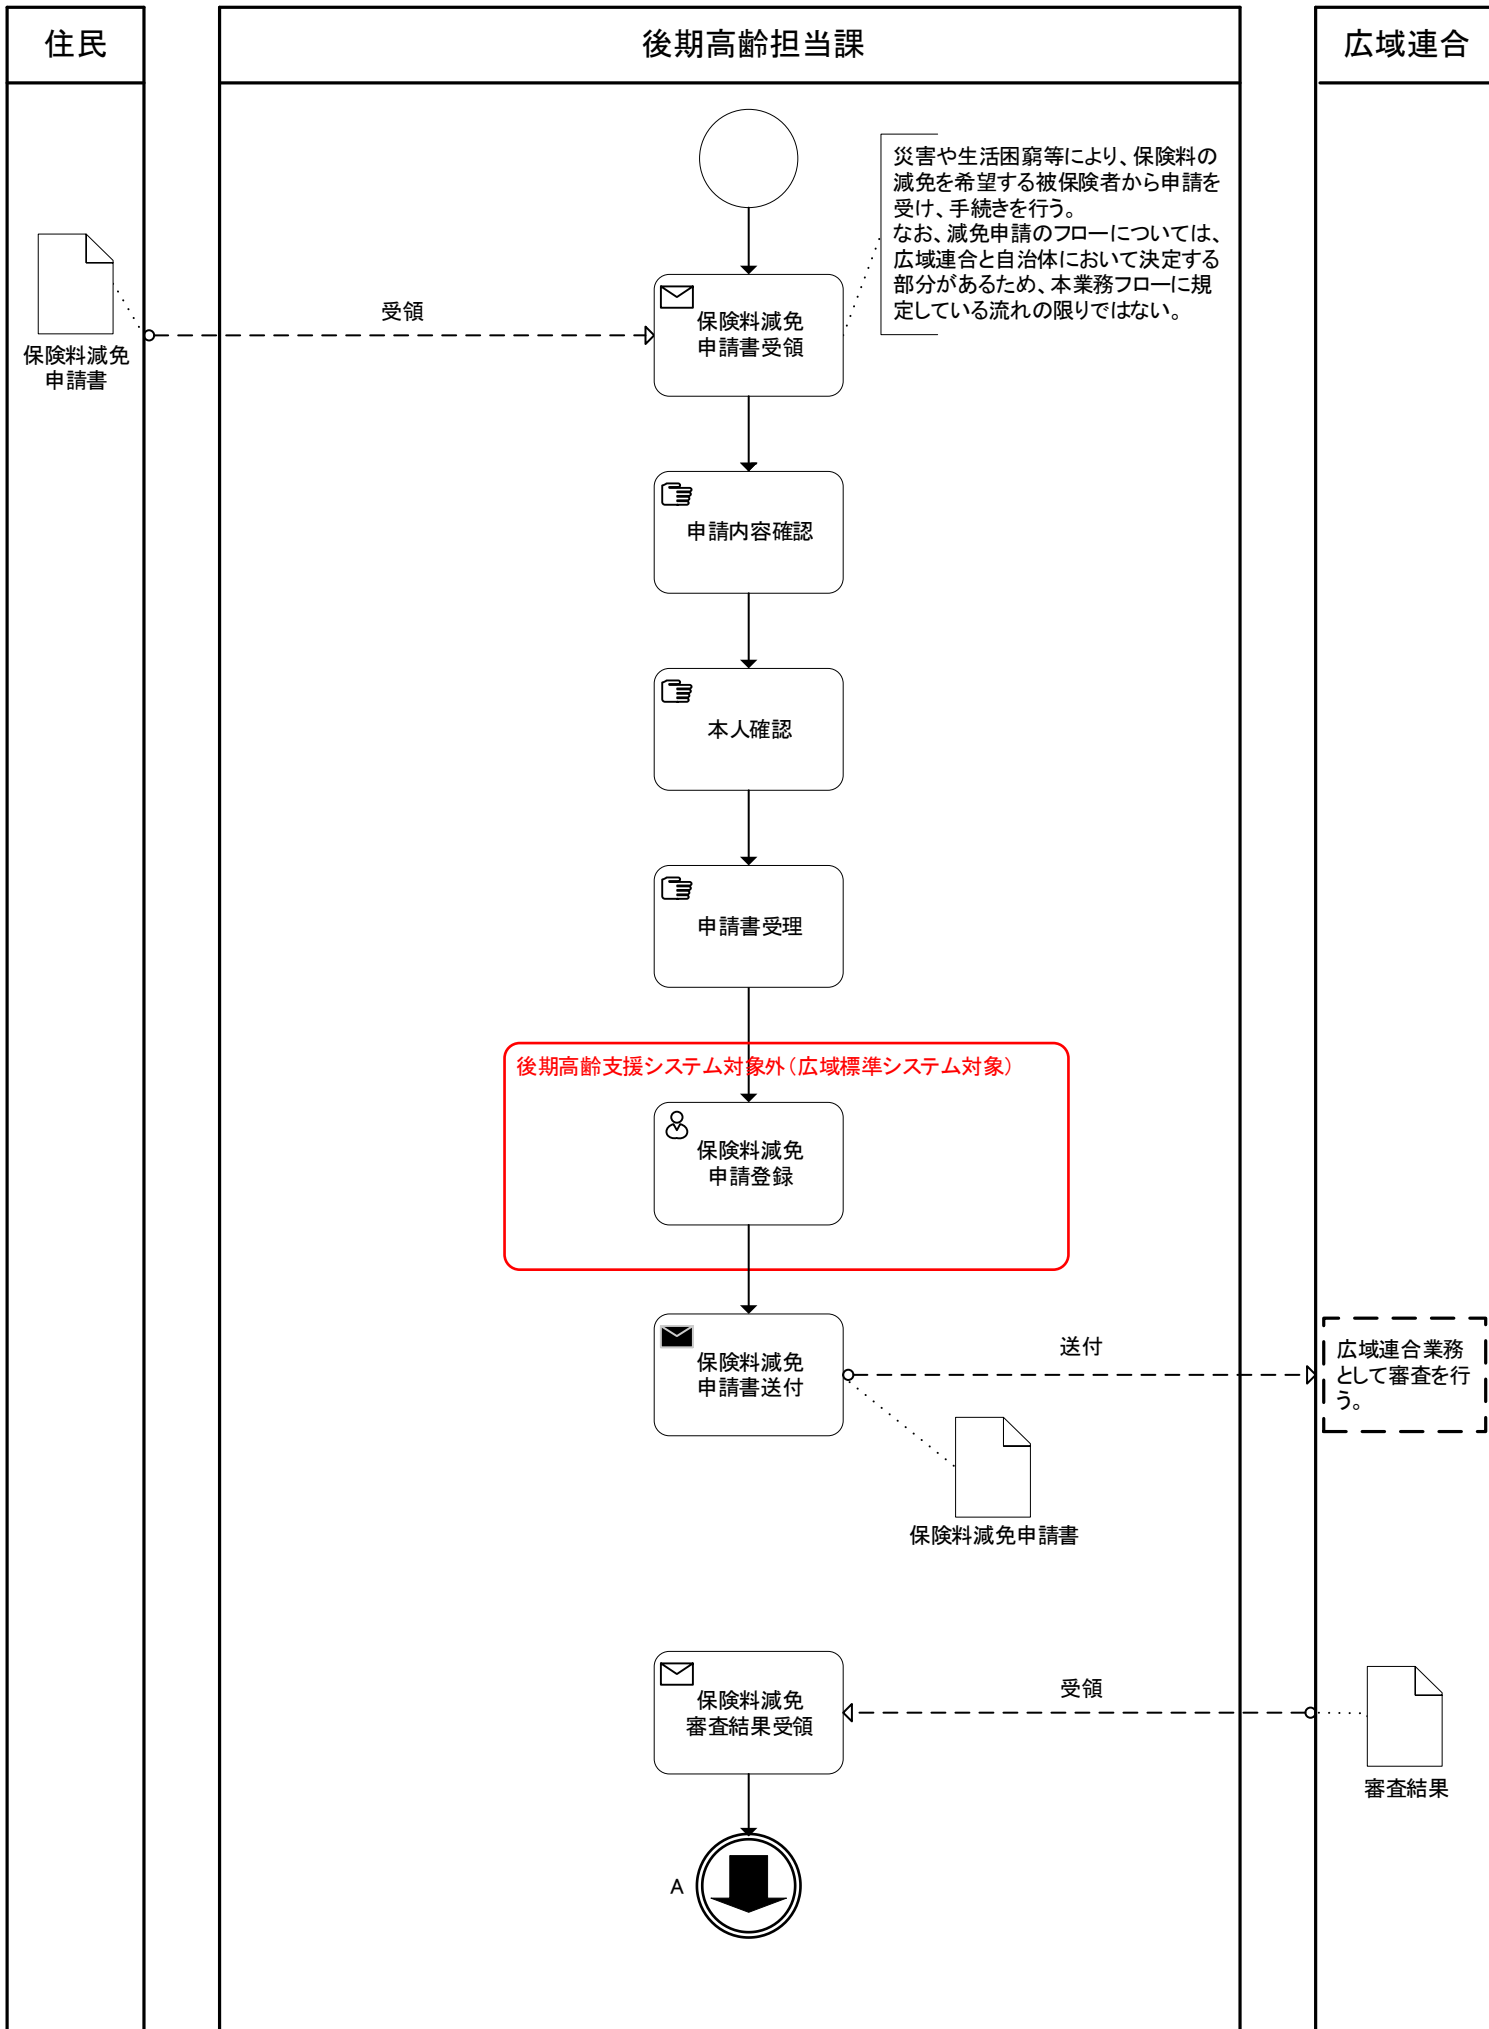 住民
後期高齢担当課
広域連合
災害や生活困窮等により、保険料の
減免を希望する被保険者から申請を
受け、手続きを行う。
なお、減免申請のフローについては、
広域連合と自治体において決定する
部分があるため、本業務フローに規
定している流れの限りではない。
保険料減免
申請書
受領
保険料減免
申請書受領
申請内容確認
本人確認
申請書受理
後期高齢支援システム対象外（広域標準システム対象）
保険料減免
申請登録
保険料減免
申請書送付
送付
広域連合業務
として審査を行
う。
保険料減免申請書
保険料減免
審査結果受領
受領
審査結果
A